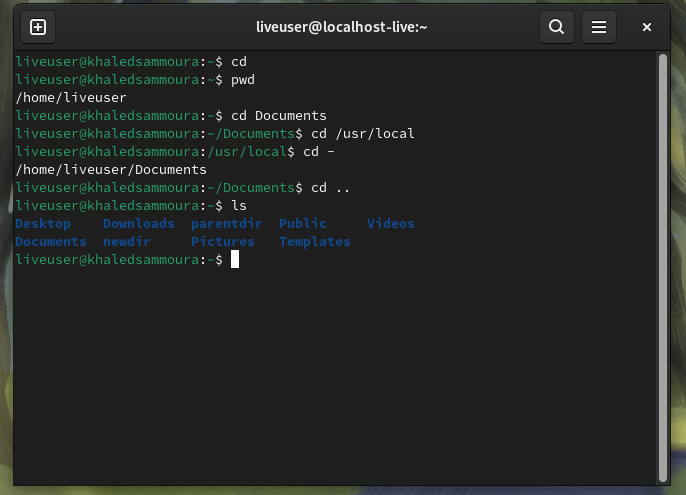 liveuser@localhost-live:~
liveuser@khaledsammoura:~$ cd
liveuser@khaledsammoura:~$ pwd
/home/liveuser
liveuser@khaledsammoura:~$ cd Documents
liveuser@khaledsammoura:~/Documents$ cd /usr/local
liveuser@khaledsammoura:/usr/local$ cd -
/home/liveuser/Documents
liveuser@khaledsammoura:~/Documents$ cd ..
liveuser@khaledsammoura:~$ ls
Desktop    Downloads  parentdir  Public     Videos
Documents  newdir     Pictures   Templates
liveuser@khaledsammoura:~$